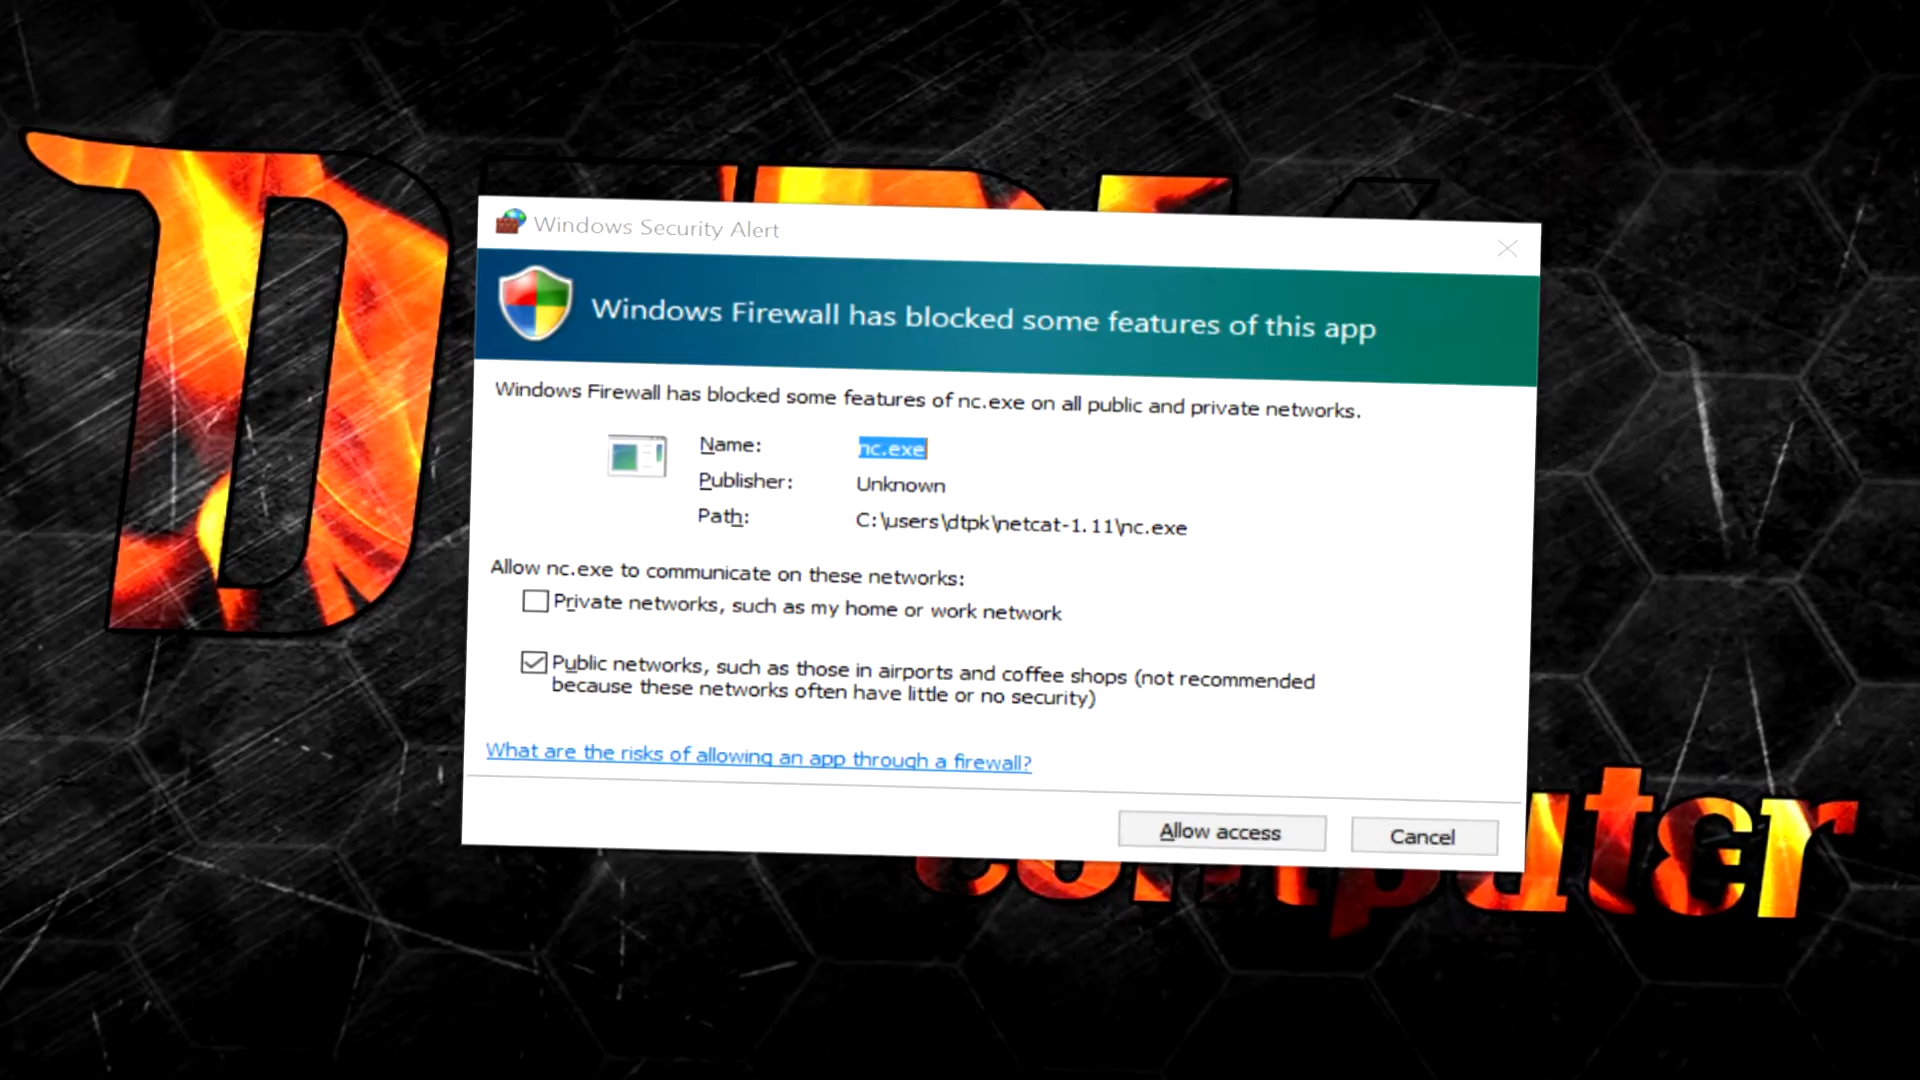 Windows Security Alert
Windows Firewall has blocked some features of this app
Windows Firewall has blocked some features of nc.exe on all public and private networks.
Name: nc.exe
Publisher: Unknown
Path: C:\users\dtpk\netcat-1.11\nc.exe
Allow nc.exe to communicate on these networks:
Private networks, such as my home or work network
Public networks, such as those in airports and coffee shops (not recommended
because these networks often have little or no security)
What are the risks of allowing an app through a firewall?
Allow access Cancel
computer